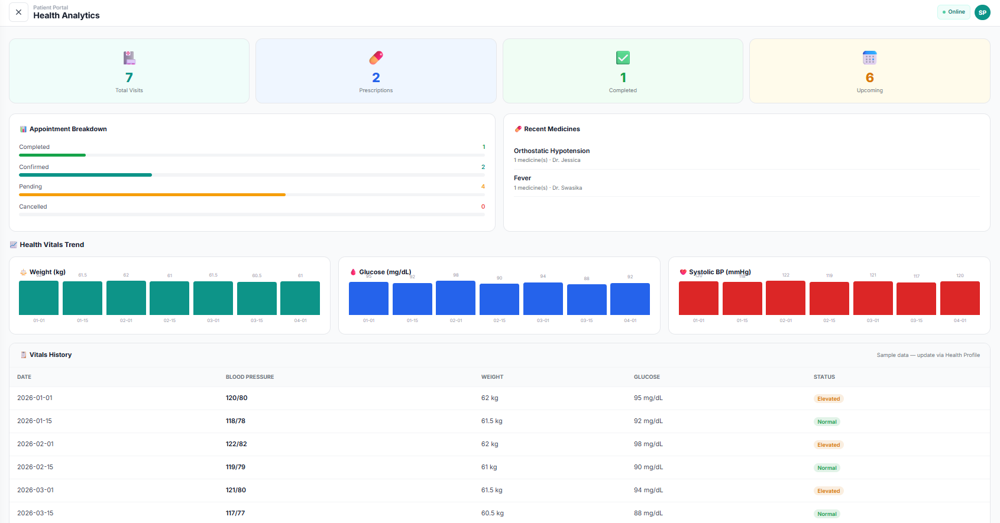 Patient Portal
Health Analytics
Online
SP
7
Total Visits
2
Prescriptions
1
Completed
6
Upcoming
Appointment Breakdown
Completed 1
Confirmed 2
Pending 4
Cancelled 0
Recent Medicines
Orthostatic Hypotension
1 medicine(s) · Dr. Jessica
Fever
1 medicine(s) · Dr. Swasika
Health Vitals Trend
Weight (kg)
62 61.5 62 61 61.5 60.5 61
01-01 01-15 02-01 02-15 03-01 03-15 04-01
Glucose (mg/dL)
95 92 98 90 94 88 92
01-01 01-15 02-01 02-15 03-01 03-15 04-01
Systolic BP (mmHg)
120 118 122 119 121 117 120
01-01 01-15 02-01 02-15 03-01 03-15 04-01
Vitals History
Sample data — update via Health Profile
DATE BLOOD PRESSURE WEIGHT GLUCOSE STATUS
2026-01-01 120/80 62 kg 95 mg/dL Elevated
2026-01-15 118/78 61.5 kg 92 mg/dL Normal
2026-02-01 122/82 62 kg 98 mg/dL Elevated
2026-02-15 119/79 61 kg 90 mg/dL Normal
2026-03-01 121/80 61.5 kg 94 mg/dL Elevated
2026-03-15 117/77 60.5 kg 88 mg/dL Normal